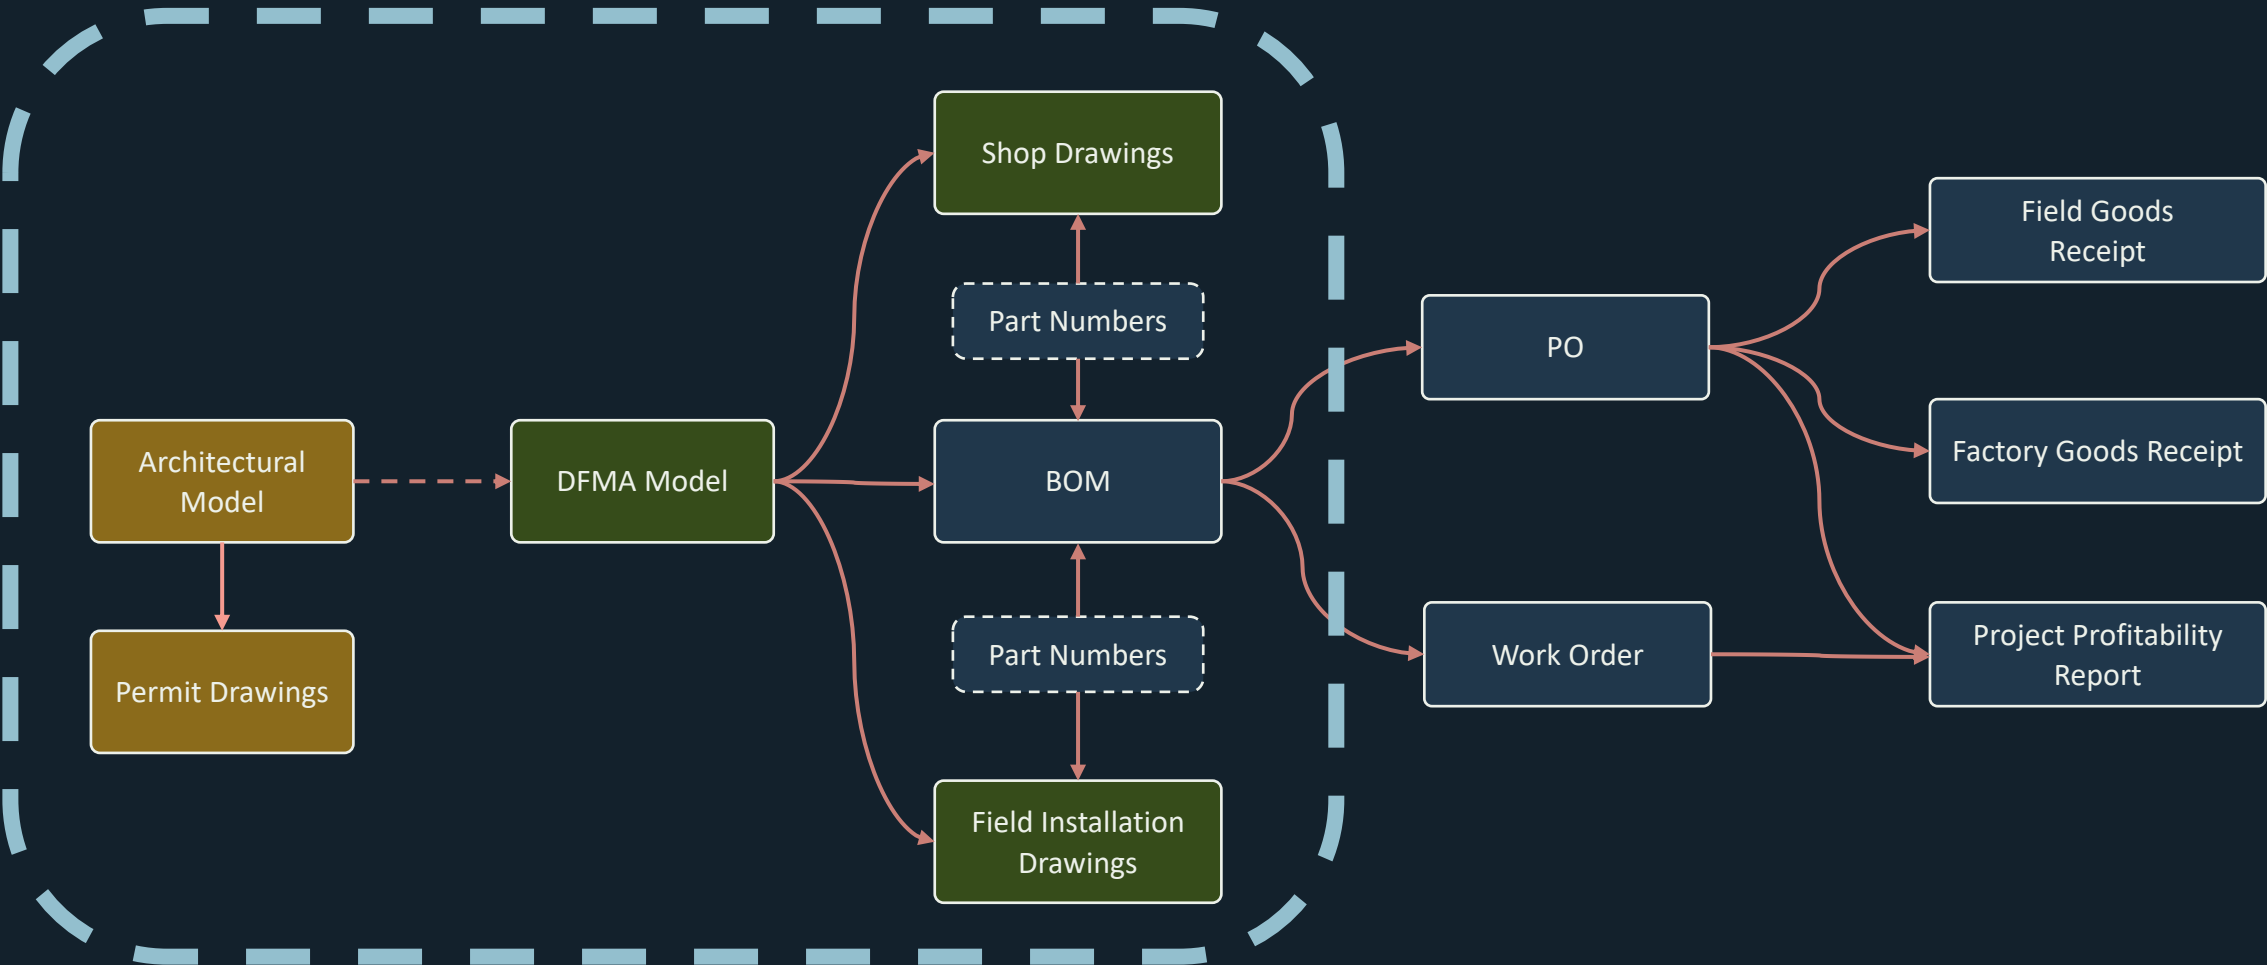 Architectural
Model
Permit Drawings
DFMA Model
Shop Drawings
Part Numbers
BOM
Part Numbers
Field Installation
Drawings
PO
Work Order
Field Goods
Receipt
Factory Goods Receipt
Project Profitability
Report